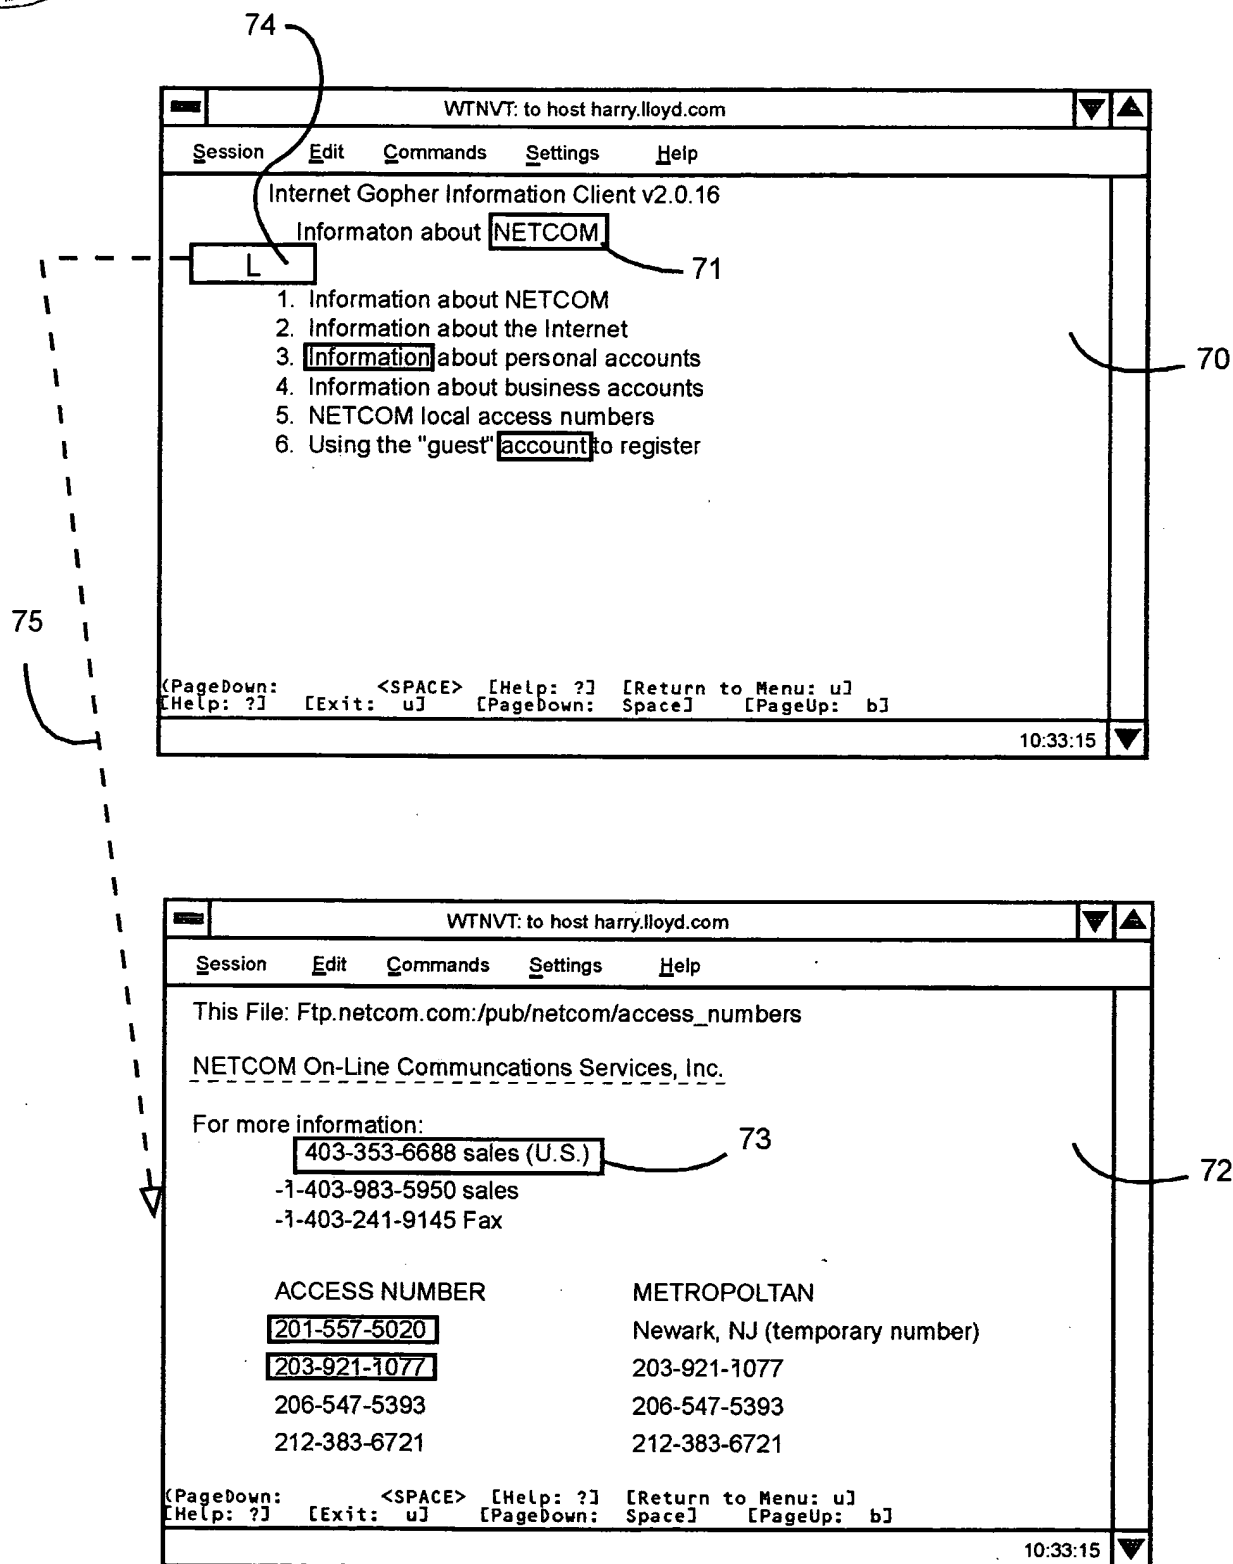 74
WTNVT: to host harry.lloyd.com
Session Edit Commands Settings Help
Internet Gopher Information Client v2.0.16
Informaton about NETCOM
71
L
1. Information about NETCOM
2. Information about the Internet
3. Information about personal accounts
70
4. Information about business accounts
5. NETCOM local access numbers
6. Using the "guest" account to register
75
(PageDown: <SPACE> [Help: ?] [Return to Menu: u]
[Help: ?] [Exit: u] [PageDown: Space] [PageUp: b]
10:33:15
WTNVT: to host harry.lloyd.com
Session Edit Commands Settings Help
This File: Ftp.netcom.com:/pub/netcom/access_numbers
NETCOM On-Line Communcations Services, Inc.
For more information:
73
403-353-6688 sales (U.S.)
72
-1-403-983-5950 sales
-1-403-241-9145 Fax
ACCESS NUMBER METROPOLTAN
201-557-5020 Newark, NJ (temporary number)
203-921-1077 203-921-1077
206-547-5393 206-547-5393
212-383-6721 212-383-6721
(PageDown: <SPACE> [Help: ?] [Return to Menu: u]
[Help: ?] [Exit: u] [PageDown: Space] [PageUp: b]
10:33:15